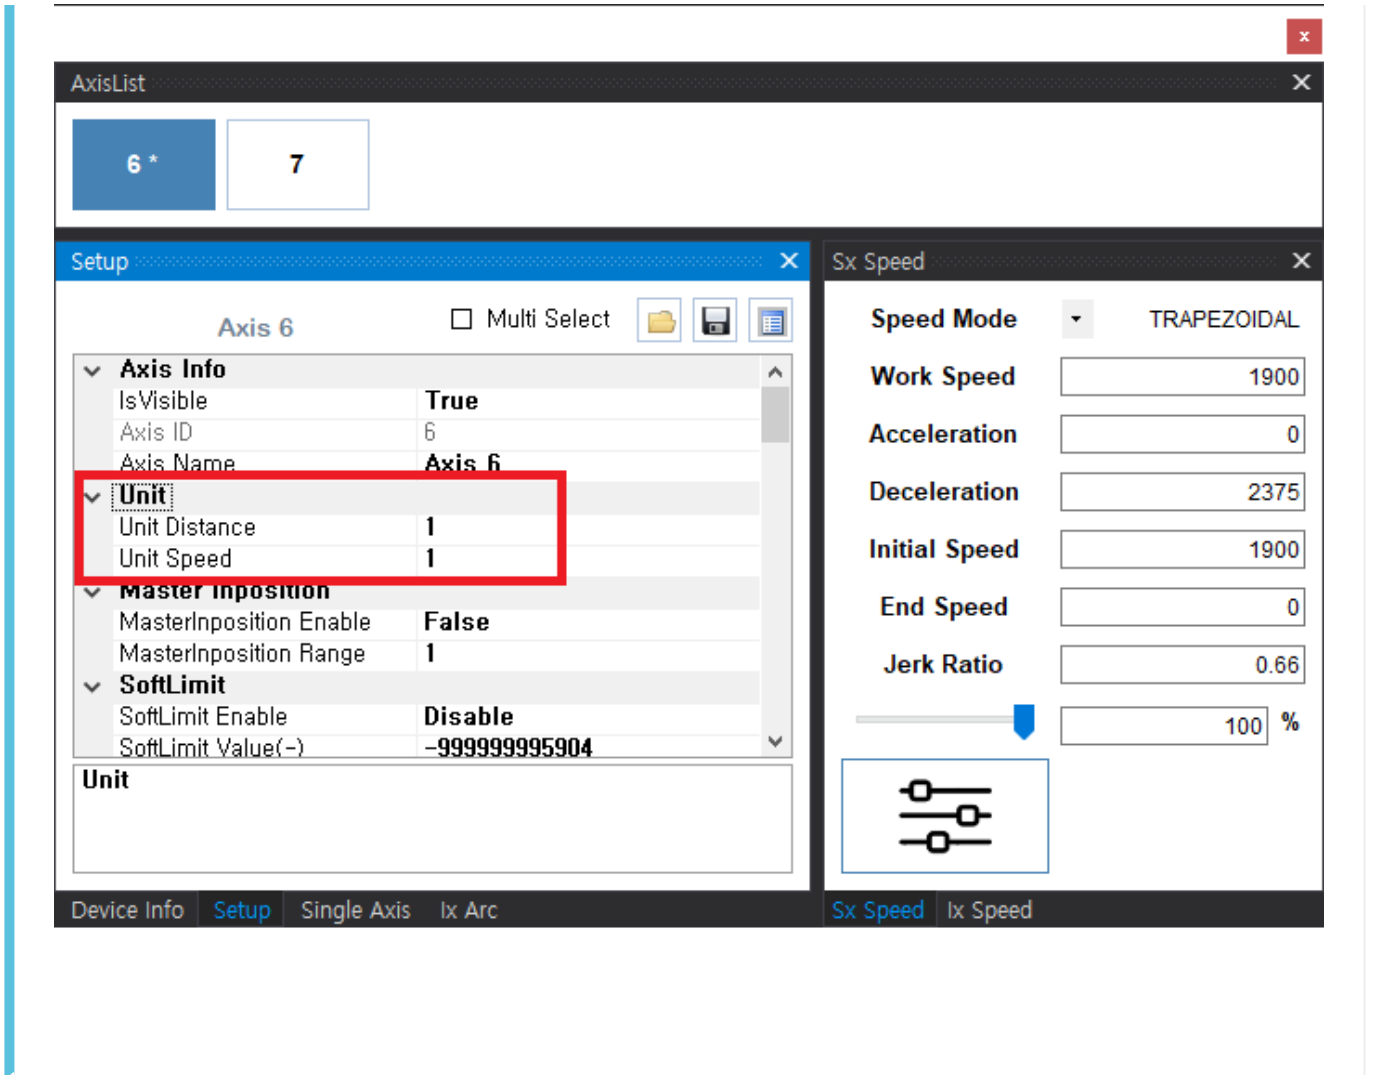 x
AxisList
6 *
7
Setup
Axis 6
Multi Select
Axis Info
IsVisible True
Axis ID 6
Axis Name Axis 6
Unit
Unit Distance 1
Unit Speed 1
Master Inposition
MasterInposition Enable False
MasterInposition Range 1
SoftLimit
SoftLimit Enable Disable
SoftLimit Value(-) -999999995904
Unit
Device Info Setup Single Axis Ix Arc
Sx Speed
Speed Mode TRAPEZOIDAL
Work Speed 1900
Acceleration 0
Deceleration 2375
Initial Speed 1900
End Speed 0
Jerk Ratio 0.66
100 %
Sx Speed Ix Speed